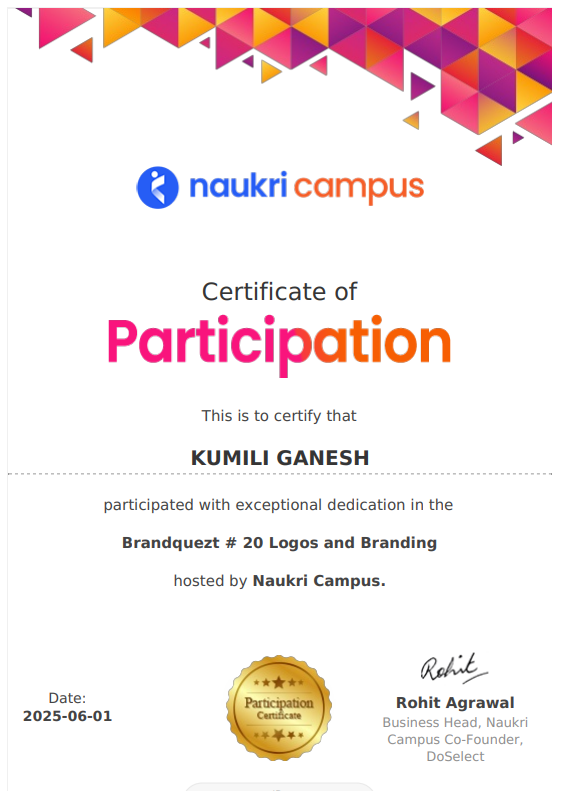 naukri campus
Certificate of
Participation
This is to certify that
KUMILI GANESH
participated with exceptional dedication in the
Brandquezt # 20 Logos and Branding
hosted by Naukri Campus.
Date:
2025-06-01
Participation
Certificate
Rohit
Rohit Agrawal
Business Head, Naukri
Campus Co-Founder,
DoSelect